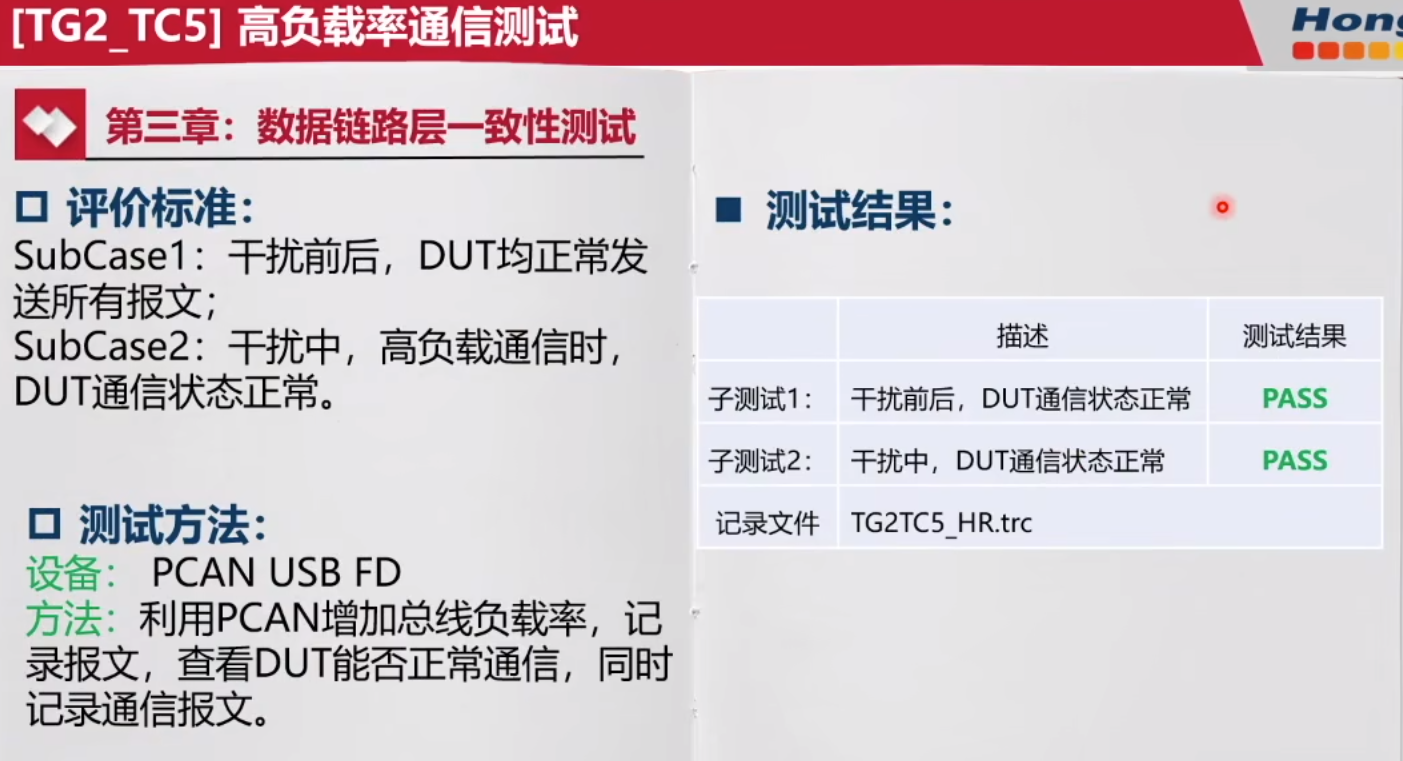 [TG2_TC5] 高负载率通信测试
第三章：数据链路层一致性测试
评价标准：
SubCase1：干扰前后，DUT均正常发
送所有报文；
SubCase2：干扰中，高负载通信时，
DUT通信状态正常。
测试方法：
设备： PCAN USB FD
方法：利用PCAN增加总线负载率，记
录报文，查看DUT能否正常通信，同时
记录通信报文。
测试结果：
描述 测试结果
子测试1： 干扰前后，DUT通信状态正常 PASS
子测试2： 干扰中，DUT通信状态正常 PASS
记录文件 TG2TC5_HR.trc